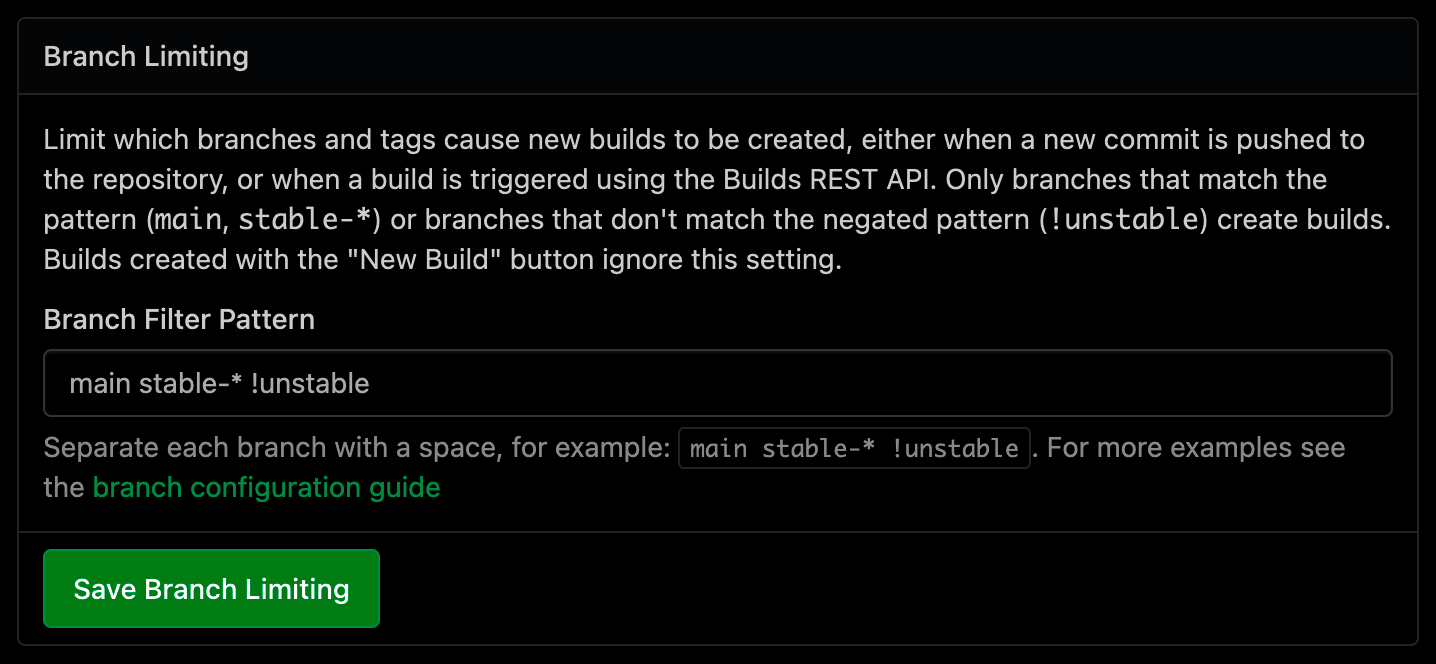 Branch Limiting
Limit which branches and tags cause new builds to be created, either when a new commit is pushed to
the repository, or when a build is triggered using the Builds REST API. Only branches that match the
pattern (main, stable-*) or branches that don't match the negated pattern (!unstable) create builds.
Builds created with the "New Build" button ignore this setting.
Branch Filter Pattern
main stable-* !unstable
Separate each branch with a space, for example: main stable-* !unstable. For more examples see
the branch configuration guide
Save Branch Limiting